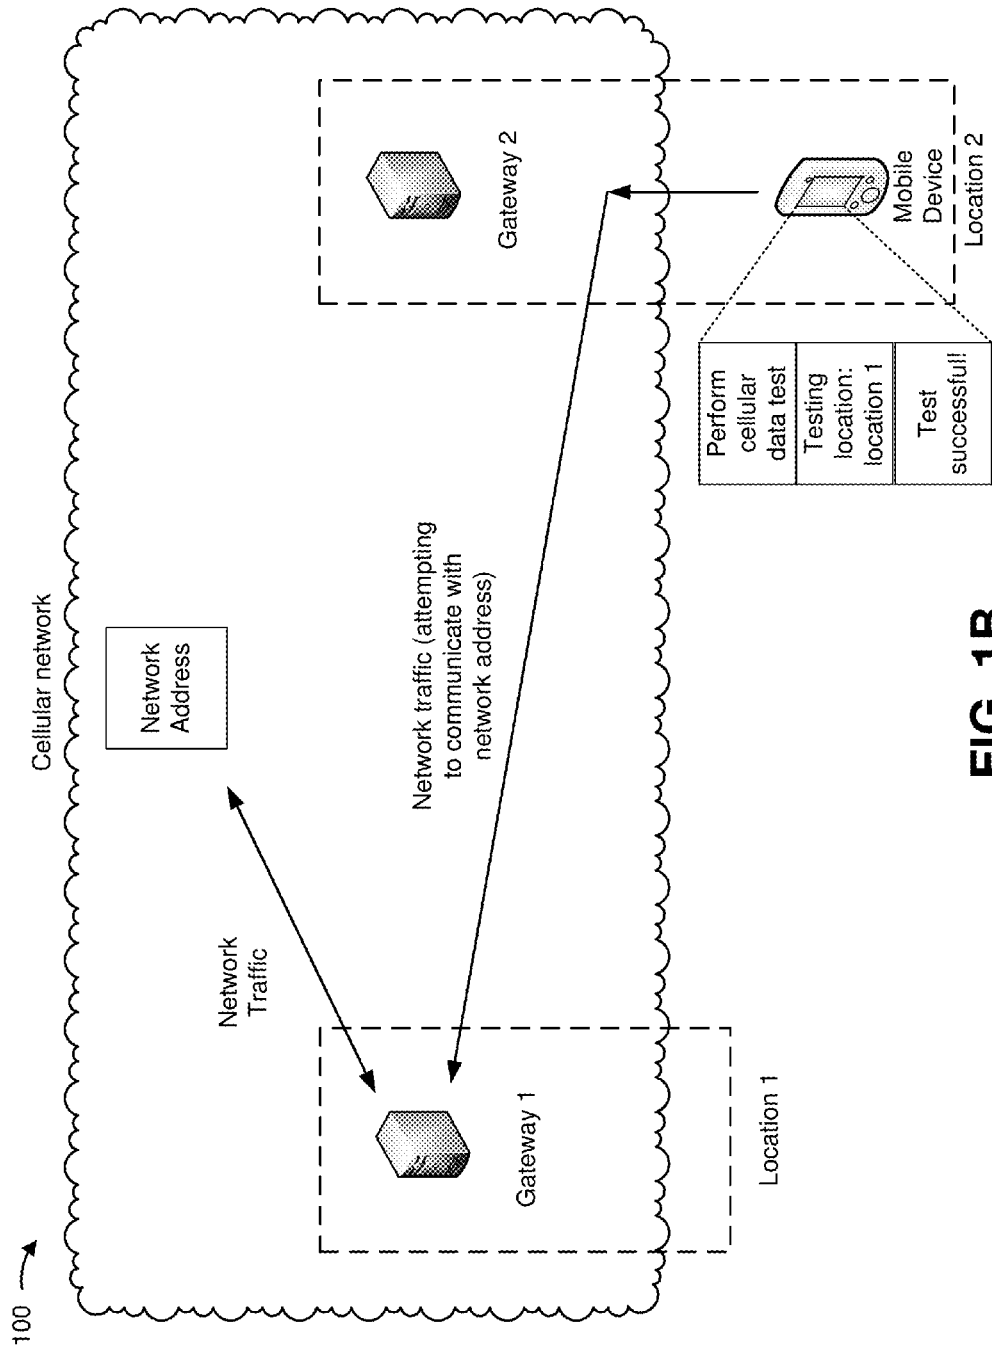 100
Cellular network
Network
Address
Network
Traffic
Network traffic (attempting
to communicate with
network address)
Gateway 1
Gateway 2
Location 1
Perform
cellular
data test
Testing
location:
location 1
Test
successful!
Mobile
Device
Location 2
FIG. 1B